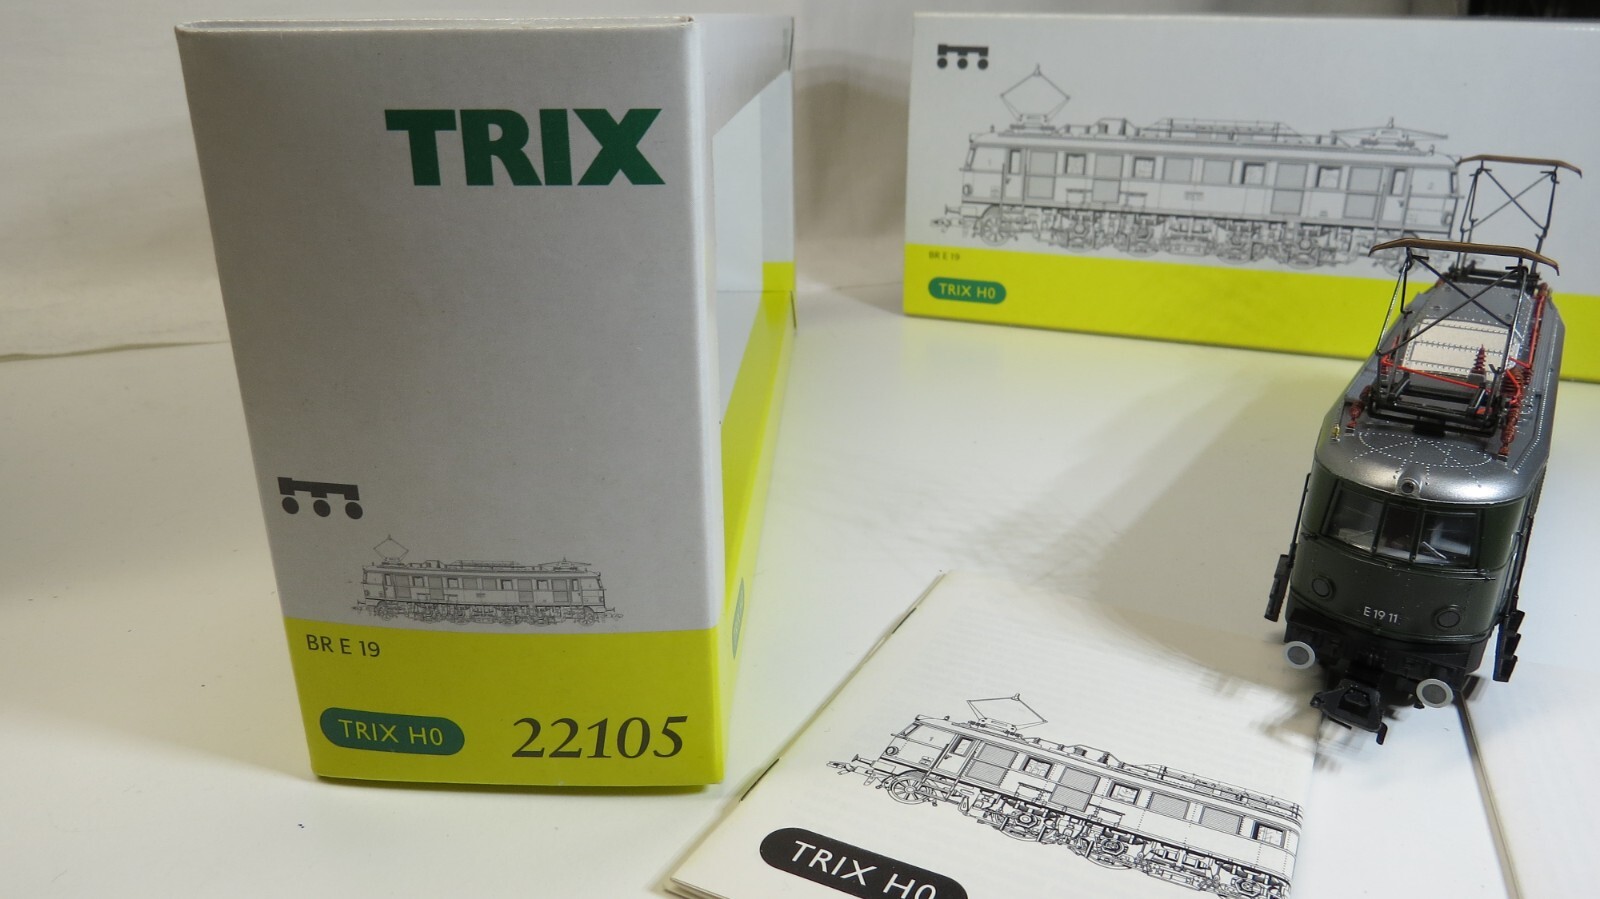 TRIX
BR E 19
TRIX H0
22105
BR E 19
TRIX H0
E 19 11
TRIX H0